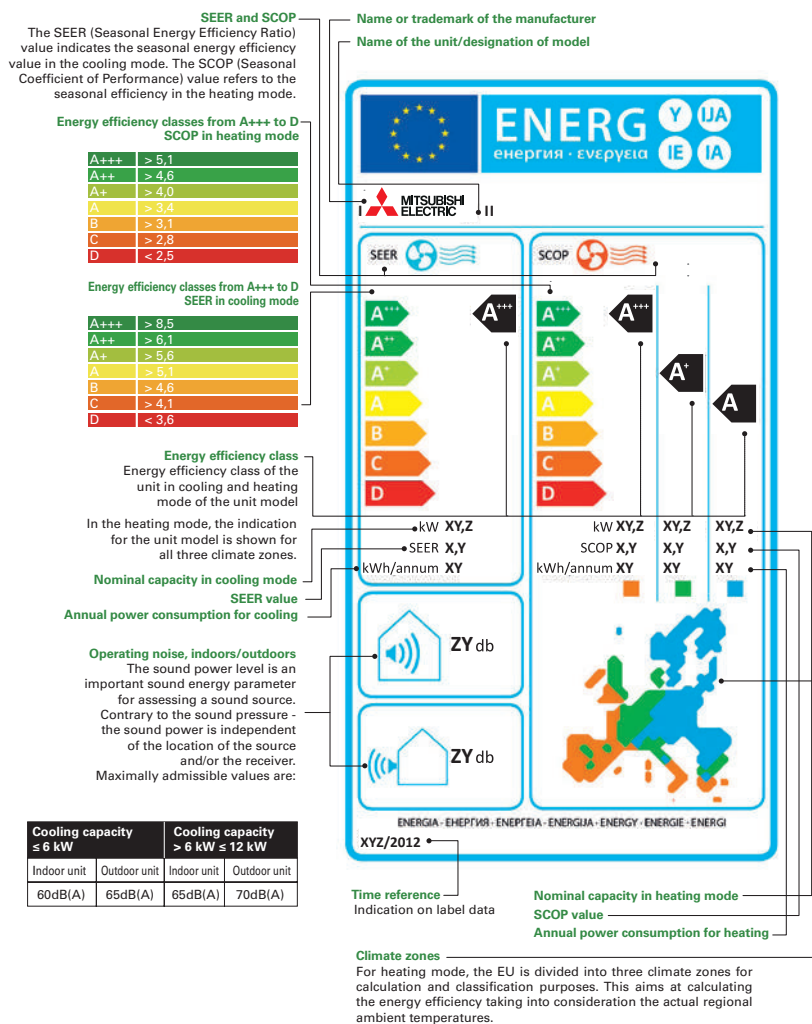 SEER and SCOP
The SEER (Seasonal Energy Efficiency Ratio)
value indicates the seasonal energy efficiency
value in the cooling mode. The SCOP (Seasonal
Coefficient of Performance) value refers to the
seasonal efficiency in the heating mode.
Name or trademark of the manufacturer
Name of the unit/designation of model
Energy efficiency classes from A+++ to D
SCOP in heating mode
A+++ > 5,1
A++ > 4,6
A+ > 4,0
A > 3,4
B > 3,1
C > 2,8
D < 2,5
Energy efficiency classes from A+++ to D
SEER in cooling mode
A+++ > 8,5
A++ > 6,1
A+ > 5,6
A > 5,1
B > 4,6
C > 4,1
D < 3,6
Energy efficiency class
Energy efficiency class of the
unit in cooling and heating
mode of the unit model
In the heating mode, the indication
for the unit model is shown for
all three climate zones.
Nominal capacity in cooling mode
SEER value
Annual power consumption for cooling
Operating noise, indoors/outdoors
The sound power level is an
important sound energy parameter
for assessing a sound source.
Contrary to the sound pressure -
the sound power is independent
of the location of the source
and/or the receiver.
Maximally admissible values are:
Cooling capacity ≤ 6 kW Cooling capacity > 6 kW ≤ 12 kW
Indoor unit Outdoor unit Indoor unit Outdoor unit
60dB(A) 65dB(A) 65dB(A) 70dB(A)
ENERG Y IJA
енергия · ενεργεια IE IA
I MITSUBISHI
ELECTRIC II
SEER
A+++ A+++
A++
A+
A
B
C
D
kW XY,Z
SEER X,Y
kWh/annum XY
SCOP
A+++ A+++
A++
A+ A+
A A
B
C
D
kW XY,Z XY,Z XY,Z
SCOP X,Y X,Y X,Y
kWh/annum XY XY XY
ZY db
ZY db
ENERGIA · ЕНЕРГИЯ · ΕΝΕΡΓΕΙΑ · ENERGIJA · ENERGY · ENERGIE · ENERGI
XYZ/2012
Time reference
Indication on label data
Nominal capacity in heating mode
SCOP value
Annual power consumption for heating
Climate zones
For heating mode, the EU is divided into three climate zones for
calculation and classification purposes. This aims at calculating
the energy efficiency taking into consideration the actual regional
ambient temperatures.